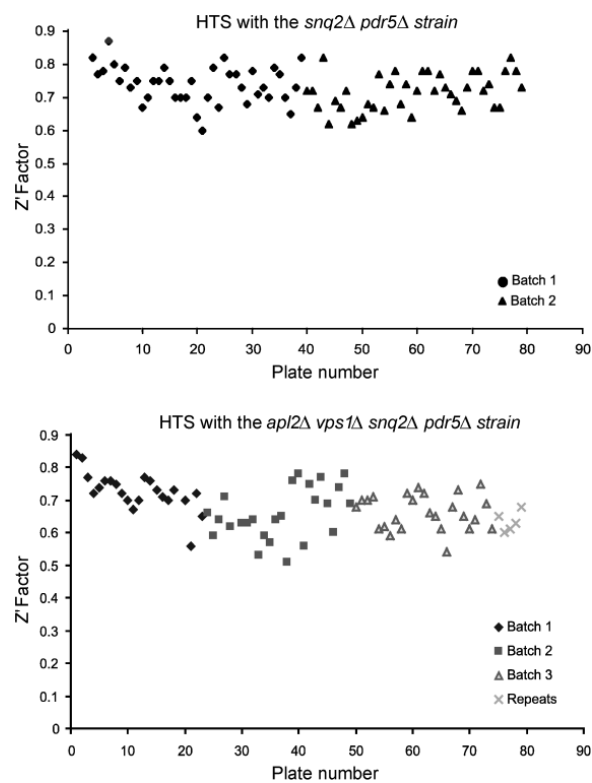 HTS with the snq2Δ pdr5Δ strain
0.9
0.8
0.7
0.6
0.5
0.4
0.3
0.2
0.1
0
Z' Factor
Batch 1
Batch 2
0 10 20 30 40 50 60 70 80 90
Plate number
HTS with the apl2Δ vps1Δ snq2Δ pdr5Δ strain
0.9
0.8
0.7
0.6
0.5
0.4
0.3
0.2
0.1
0
Z' Factor
Batch 1
Batch 2
Batch 3
Repeats
0 10 20 30 40 50 60 70 80 90
Plate number